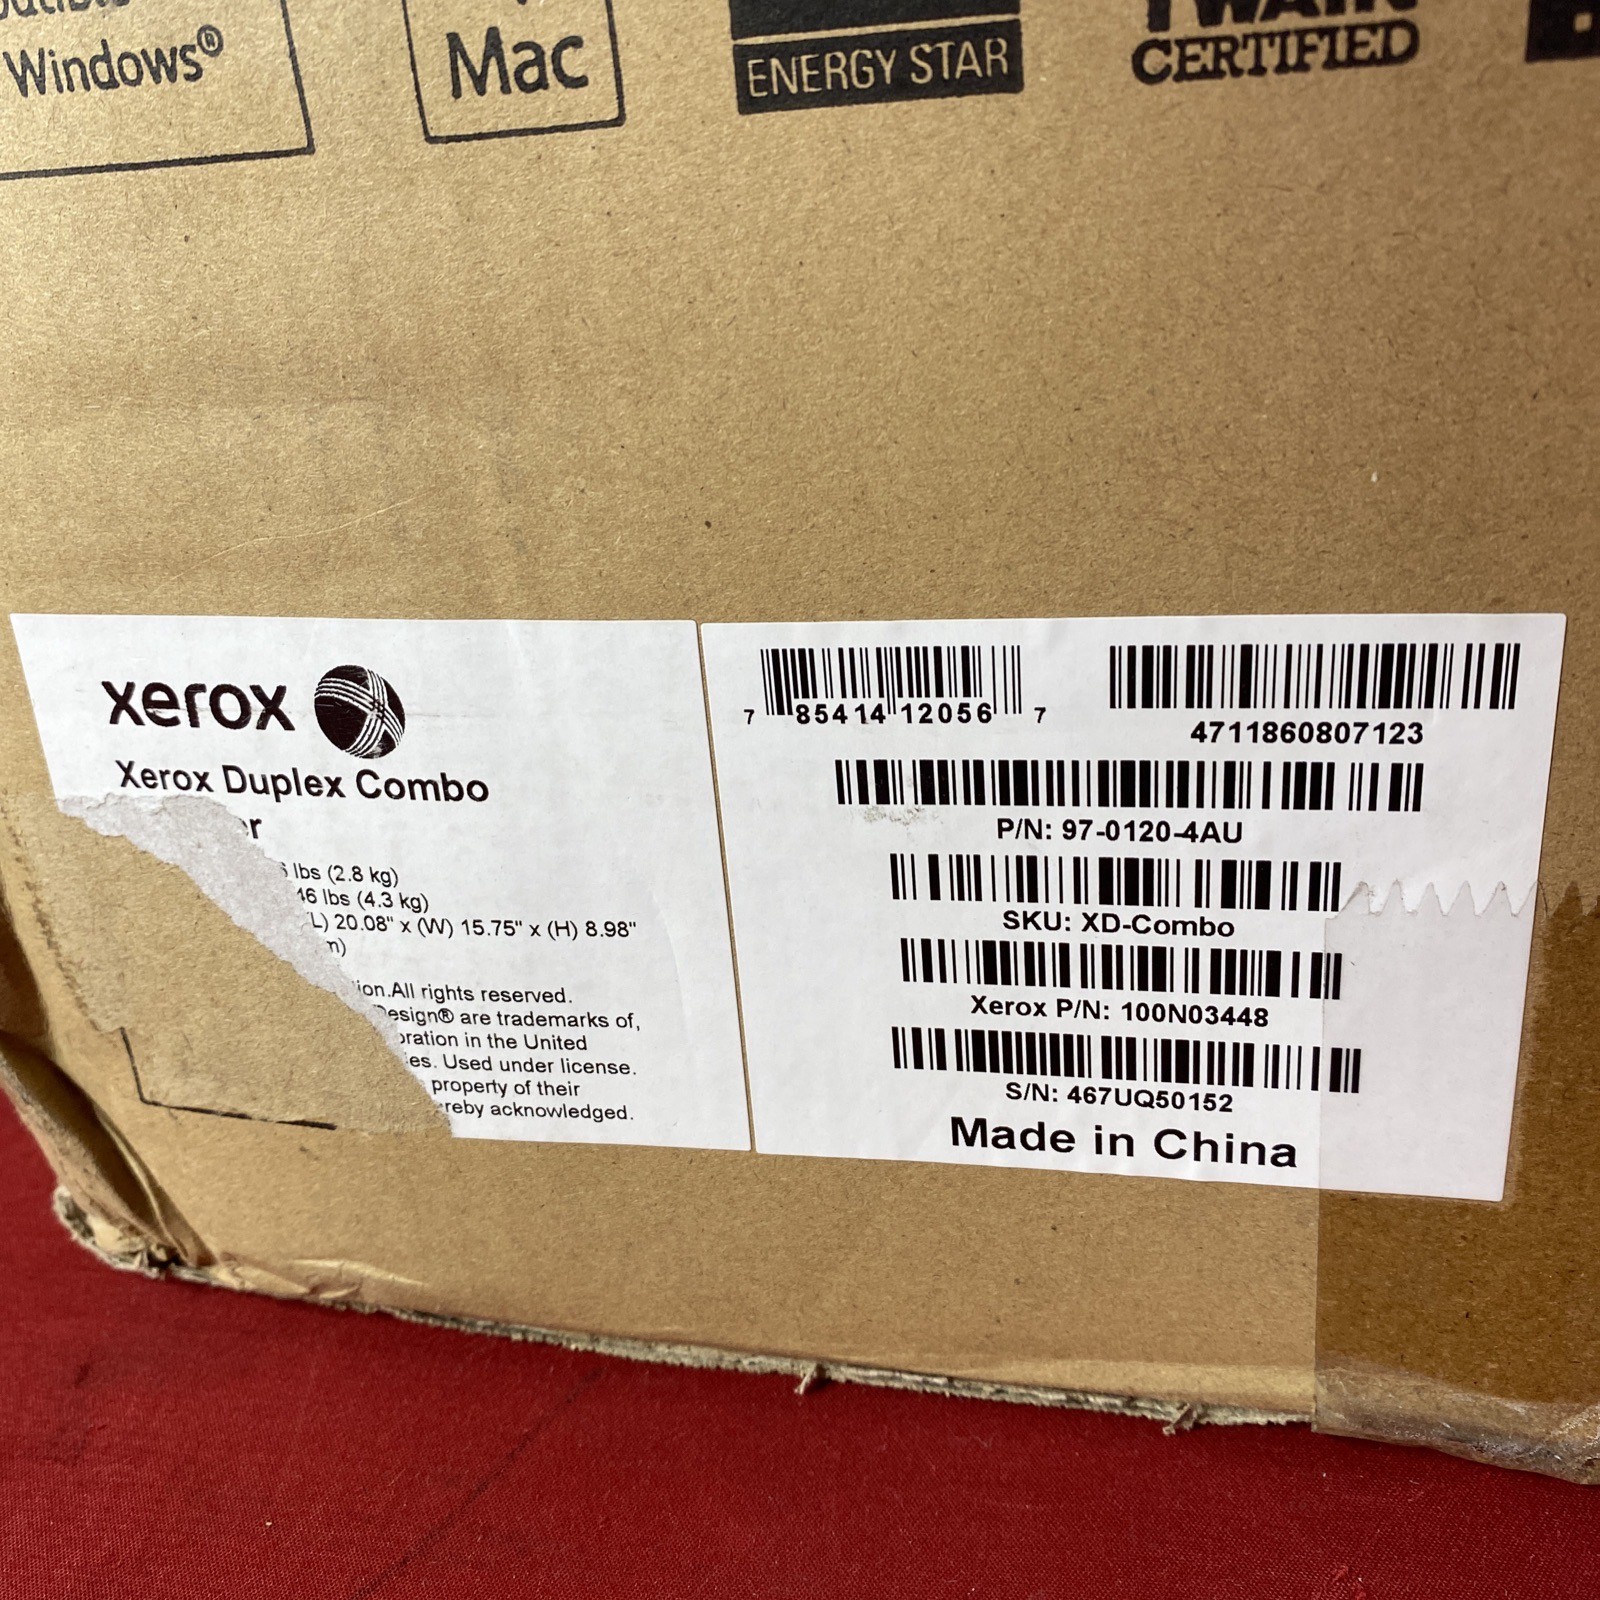 Windows®
Mac
ENERGY STAR
TWAIN
CERTIFIED
xerox
Xerox Duplex Combo
lbs (2.8 kg)
46 lbs (4.3 kg)
L) 20.08" x (W) 15.75" x (H) 8.98"
ion.All rights reserved.
Design® are trademarks of,
oration in the United
es. Used under license.
property of their
reby acknowledged.
7 85414 12056 7
4711860807123
P/N: 97-0120-4AU
SKU: XD-Combo
Xerox P/N: 100N03448
S/N: 467UQ50152
Made in China